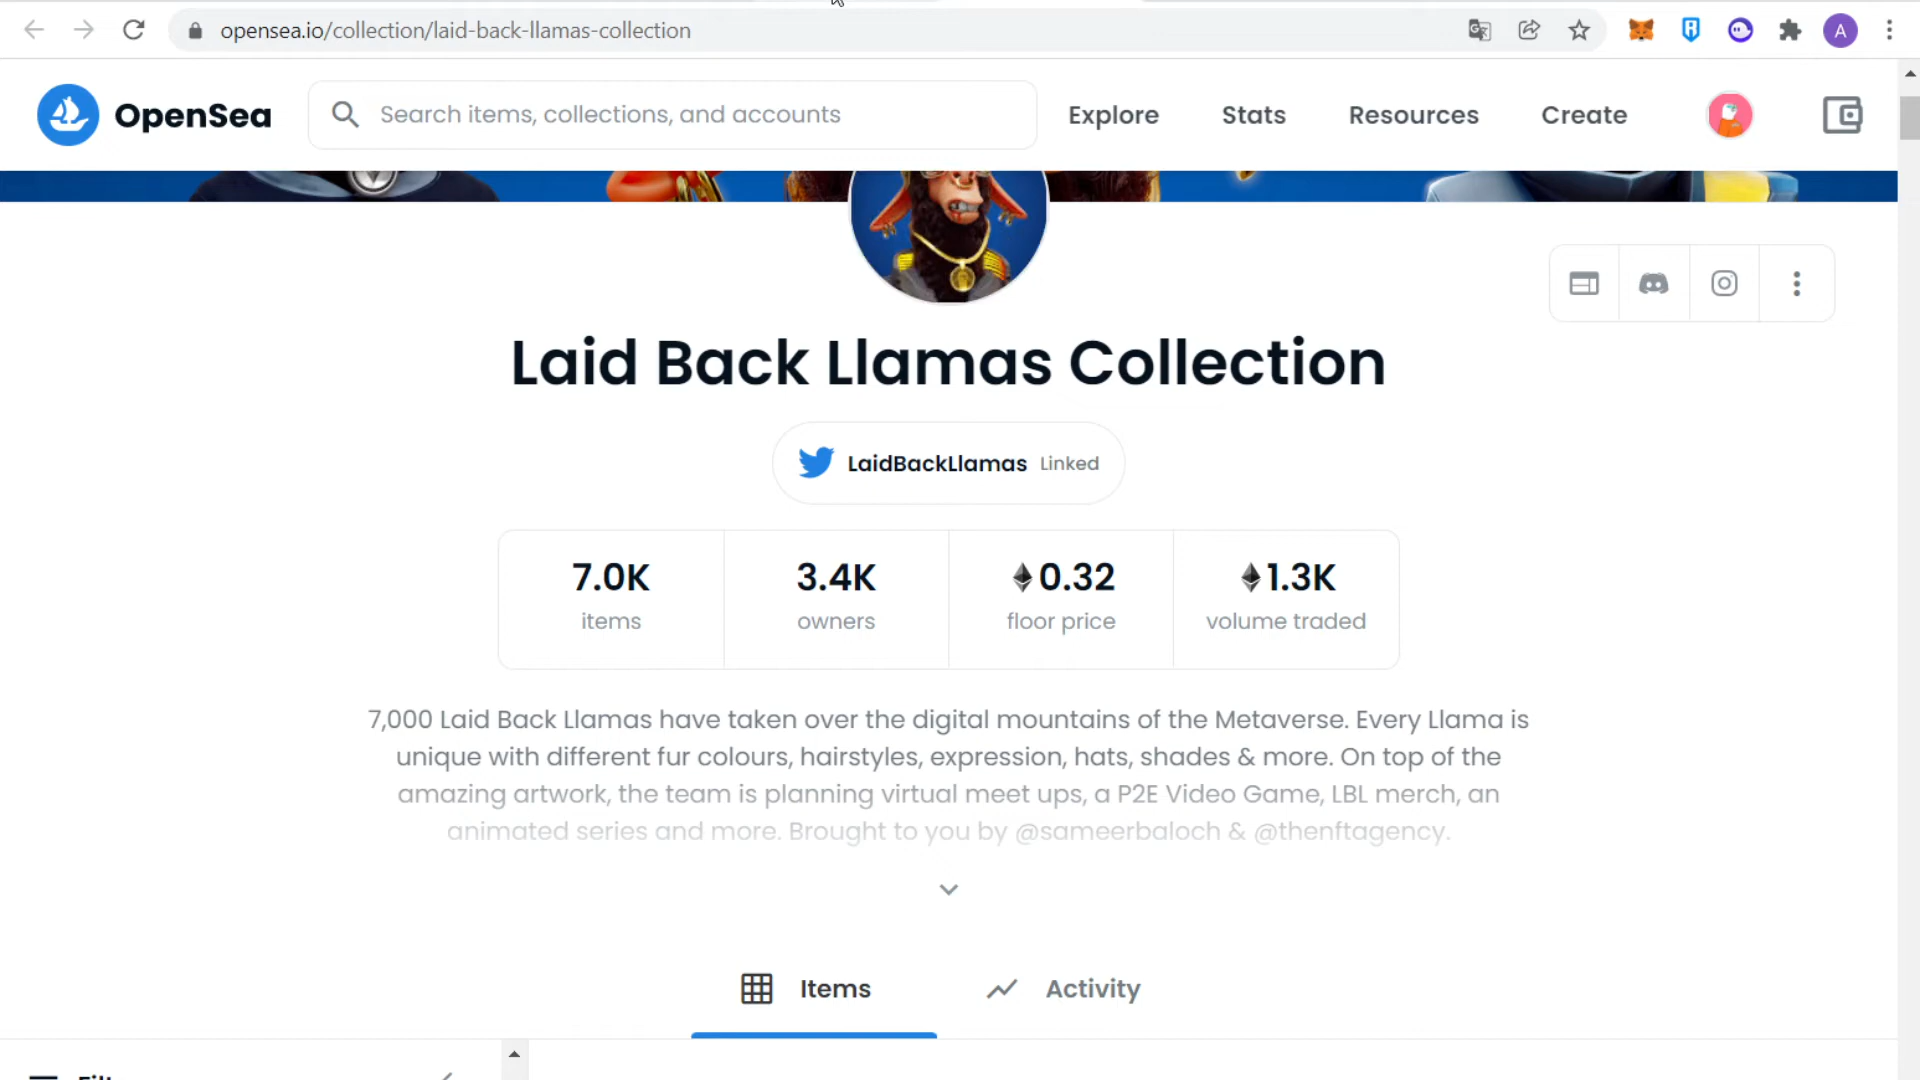 opensea.io/collection/laid-back-llamas-collection
A
OpenSea
Search items, collections, and accounts
Explore
Stats
Resources
Create
Laid Back Llamas Collection
LaidBackLlamas Linked
7.0K
items
3.4K
owners
0.32
floor price
1.3K
volume traded
7,000 Laid Back Llamas have taken over the digital mountains of the Metaverse. Every Llama is
unique with different fur colours, hairstyles, expression, hats, shades & more. On top of the
amazing artwork, the team is planning virtual meet ups, a P2E Video Game, LBL merch, an
animated series and more. Brought to you by @sameerbaloch & @thenftagency.
Items
Activity